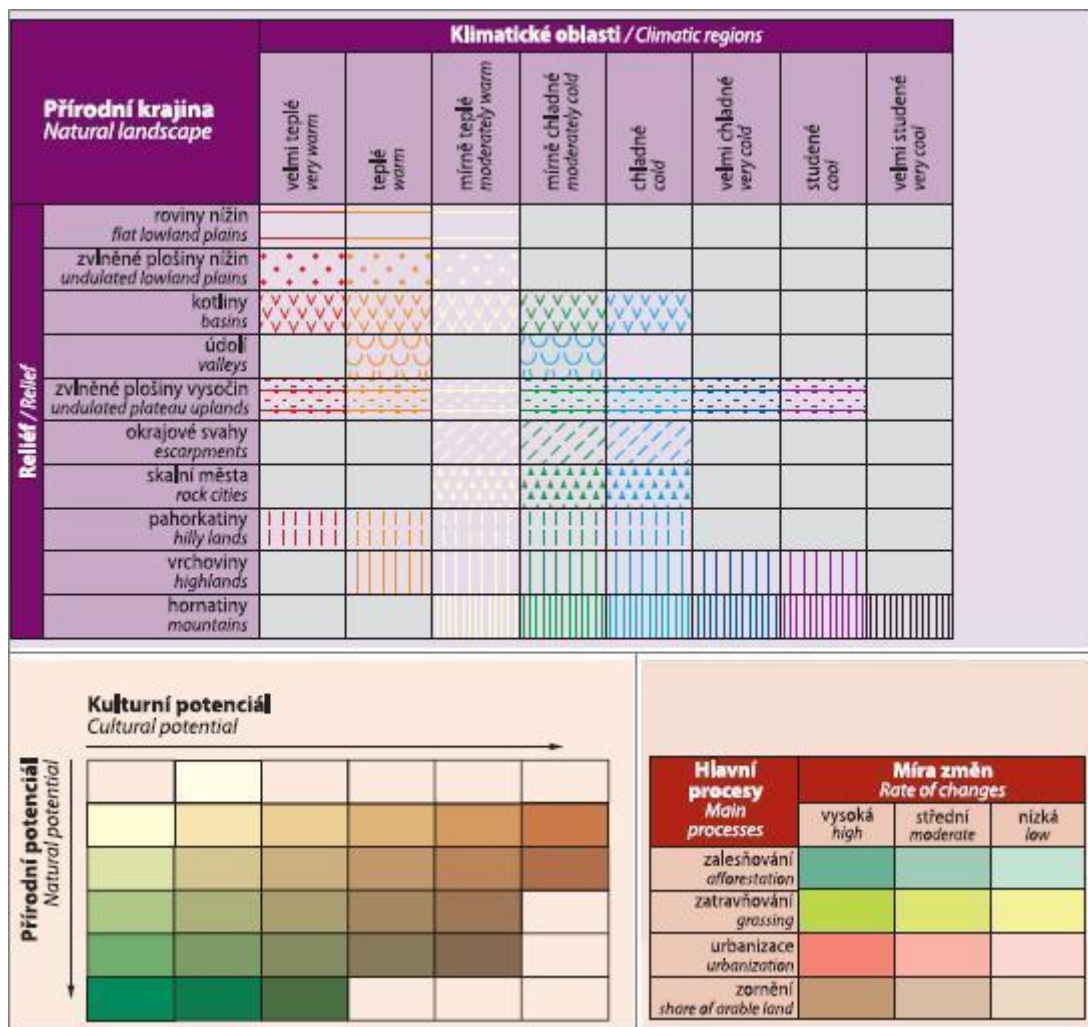 Klimatické oblasti / Climatic regions
Přírodní krajina
Natural landscape
velmi teplé
very warm
teplé
warm
mírně teplé
moderately warm
mírně chladné
moderately cold
chladné
cold
velmi chladné
very cold
studené
cool
velmi studené
very cool
Reliéf / Relief
roviny nížin
flat lowland plains
zvlněné plošiny nížin
undulated lowland plains
kotliny
basins
údolí
valleys
zvlněné plošiny vysočin
undulated plateau uplands
okrajové svahy
escarpments
skalní města
rock cities
pahorkatiny
hilly lands
vrchoviny
highlands
hornatiny
mountains
Kulturní potenciál
Cultural potential
Přírodní potenciál
Natural potential
Hlavní
procesy
Main
processes
Míra změn
Rate of changes
vysoká
high
střední
moderate
nízká
low
zalesňování
afforestation
zatravňování
grassing
urbanizace
urbanization
zornění
share of arable land